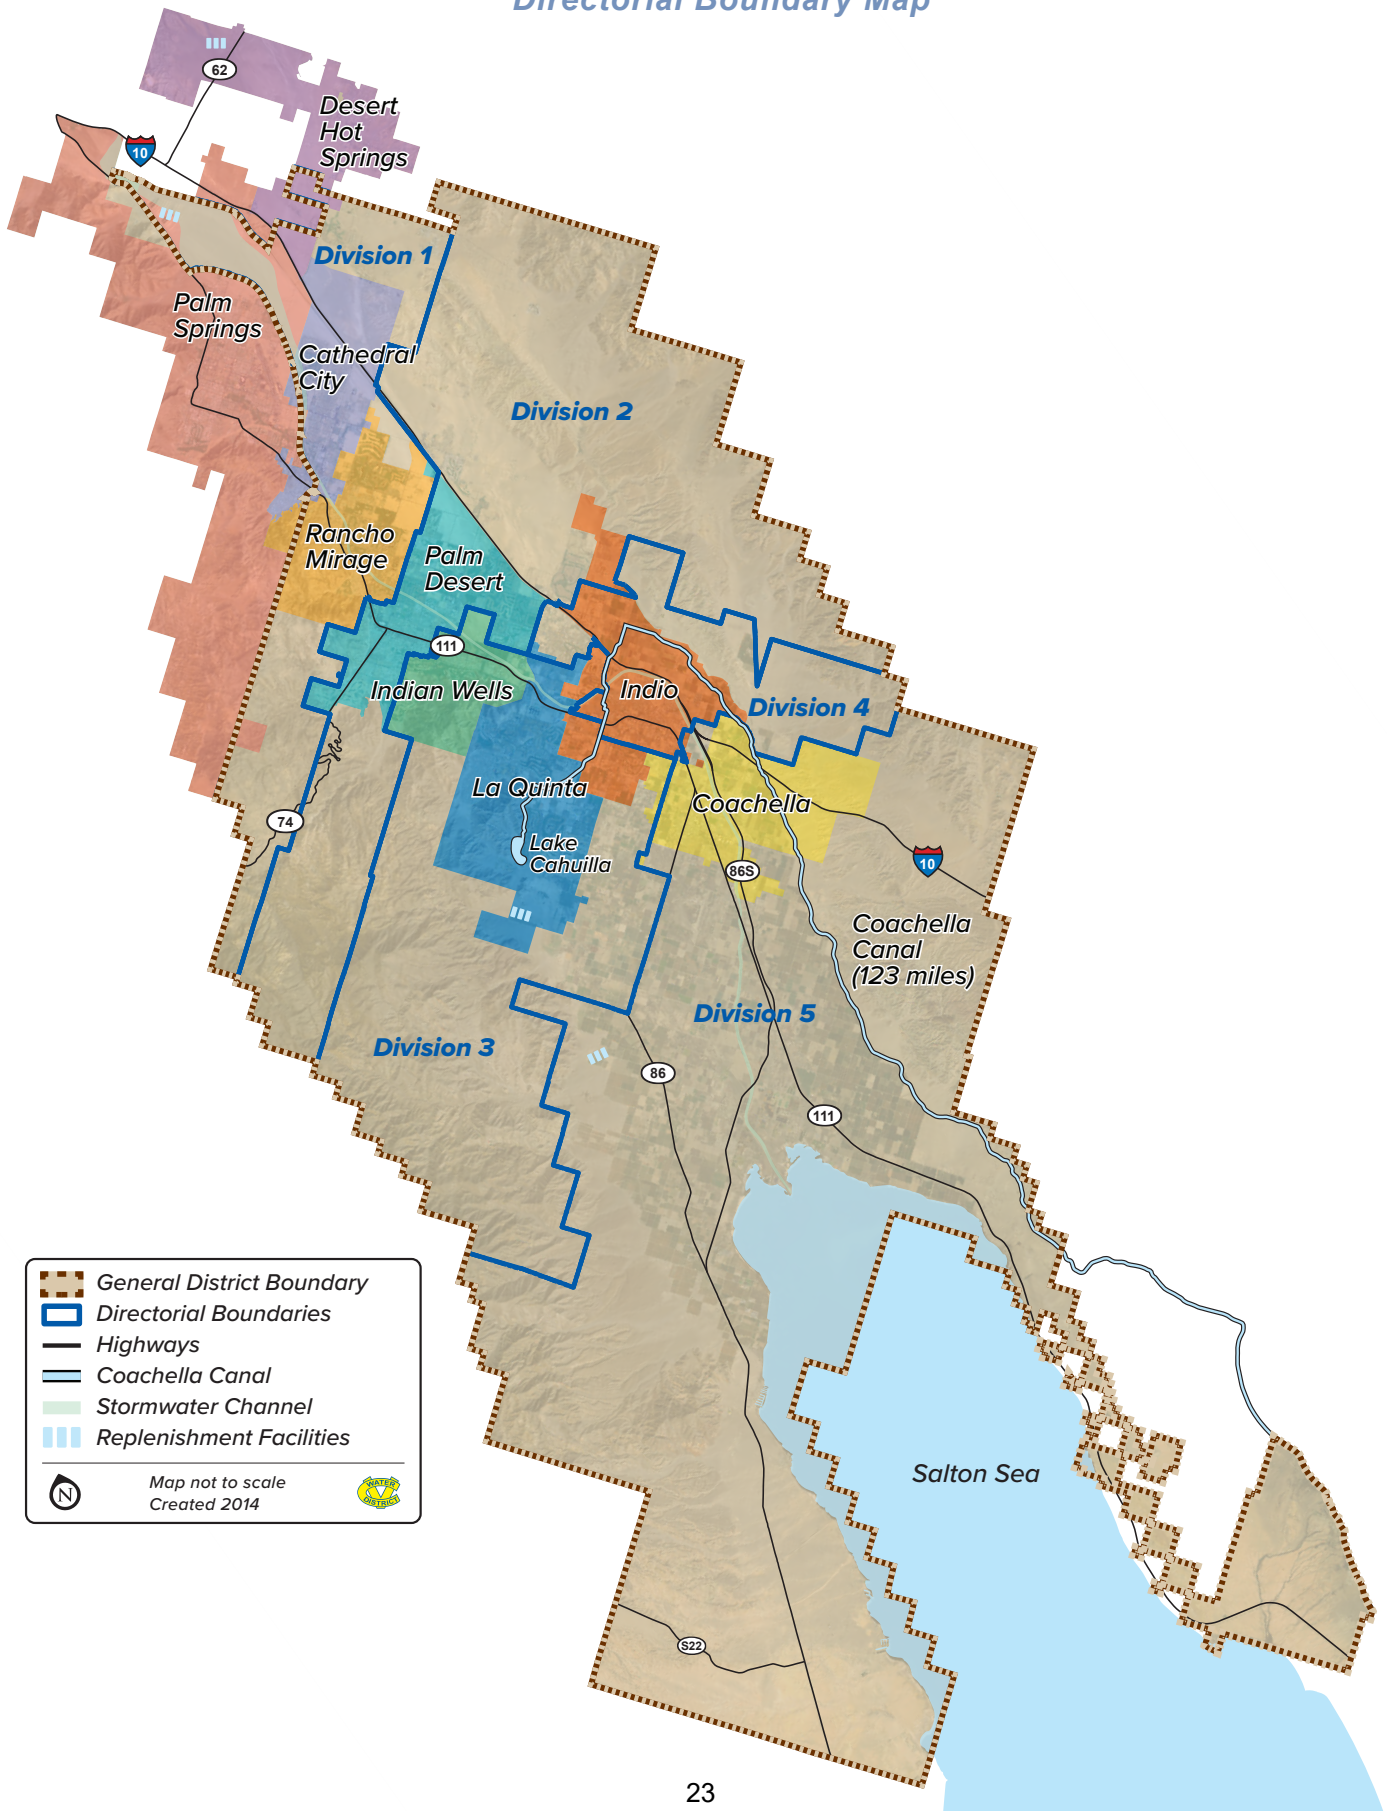 Directorial Boundary Map
62
Desert
Hot
Springs
10
Division 1
Palm
Springs
Cathedral
City
Division 2
Rancho
Mirage
Palm
Desert
111
Indian Wells
Indio
Division 4
La Quinta
Coachella
74
Lake
Cahuilla
10
86S
Coachella
Canal
(123 miles)
Division 5
Division 3
86
111
General District Boundary
Directorial Boundaries
Highways
Coachella Canal
Stormwater Channel
Replenishment Facilities
N
Map not to scale
Created 2014
WATER
DISTRICT
Salton Sea
S22
23